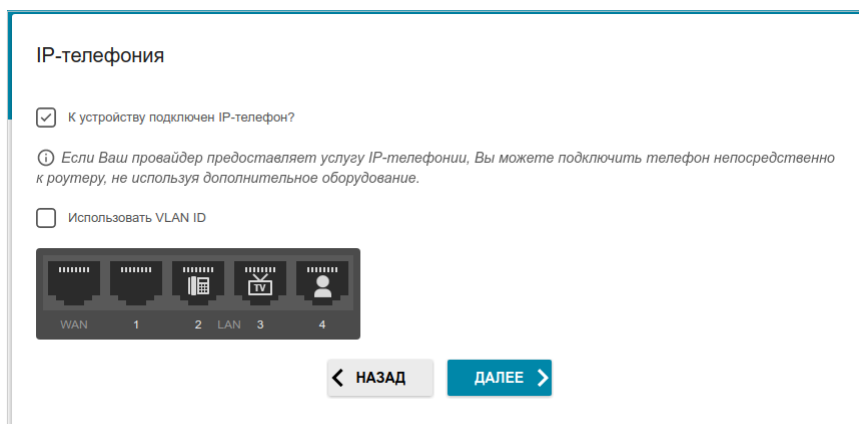 IP-телефония
К устройству подключен IP-телефон?
Если Ваш провайдер предоставляет услугу IP-телефонии, Вы можете подключить телефон непосредственно
к роутеру, не используя дополнительное оборудование.
Использовать VLAN ID
TV
WAN 1 2 LAN 3 4
НАЗАД ДАЛЕЕ